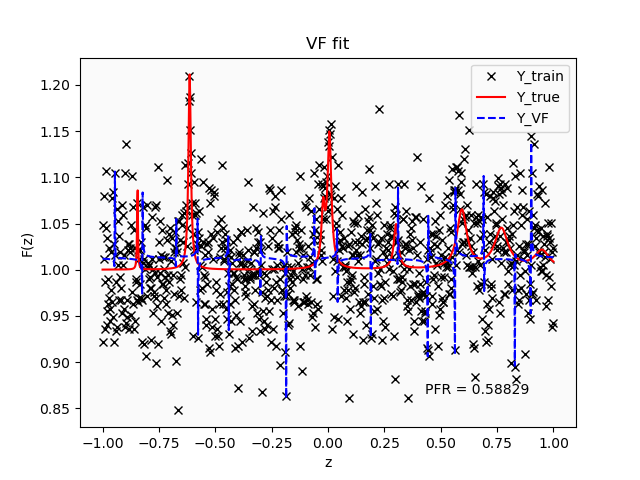 VF fit
Y_train
Y_true
Y_VF
F(z)
1.20
1.15
1.10
1.05
1.00
0.95
0.90
0.85
PFR = 0.58829
−1.00 −0.75 −0.50 −0.25 0.00 0.25 0.50 0.75 1.00
z